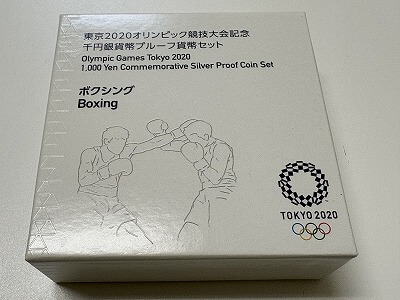 東京2020オリンピック競技大会記念
千円銀貨幣プルーフ貨幣セット
Olympic Games Tokyo 2020
1,000 Yen Commemorative Silver Proof Coin Set
ボクシング
Boxing
TOKYO 2020